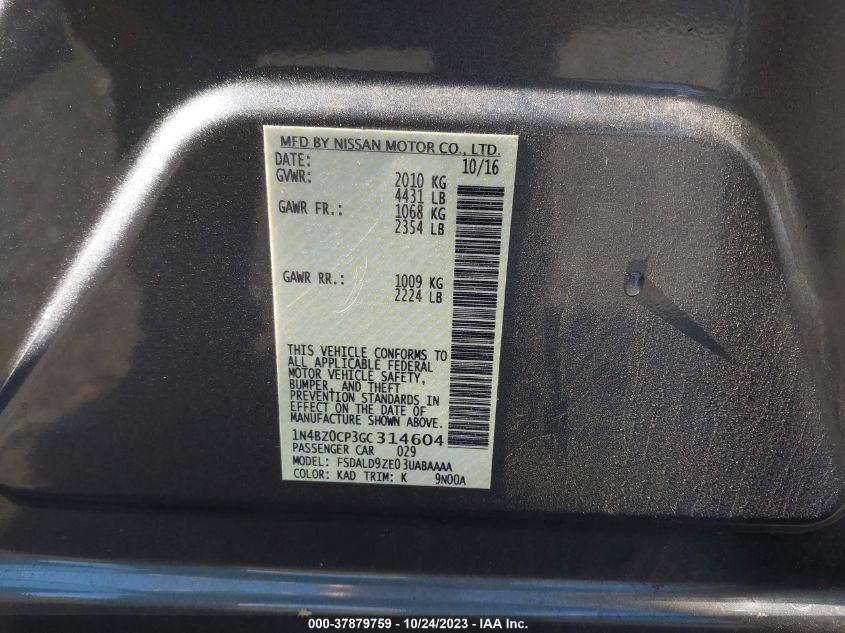 MFD BY NISSAN MOTOR CO., LTD.
DATE: 10/16
GVWR: 2010 KG
4431 LB
GAWR FR.: 1068 KG
2354 LB
GAWR RR.: 1009 KG
2224 LB
THIS VEHICLE CONFORMS TO
ALL APPLICABLE FEDERAL
MOTOR VEHICLE SAFETY,
BUMPER, AND THEFT
PREVENTION STANDARDS IN
EFFECT ON THE DATE OF
MANUFACTURE SHOWN ABOVE.
1N4BZ0CP3GC314604
PASSENGER CAR 029
MODEL: FSDALD9ZE03UABAAAA
COLOR: KAD TRIM: K 9N00A
000-37879759 - 10/24/2023 - IAA Inc.